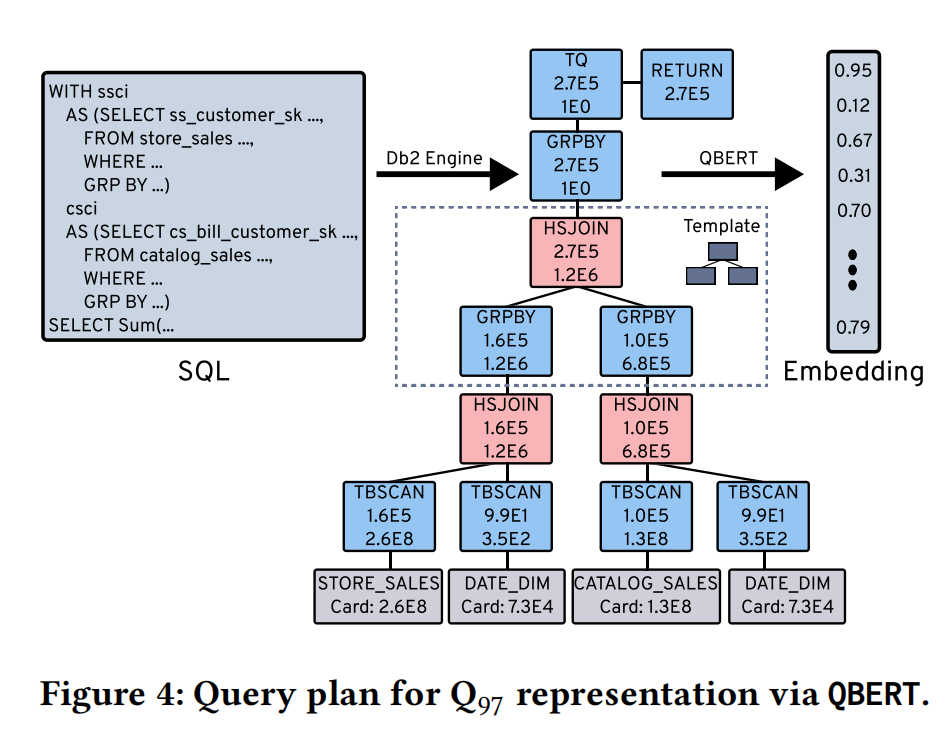 WITH ssci
AS (SELECT ss_customer_sk ...,
FROM store_sales ...,
WHERE ...
GRP BY ...)
csci
AS (SELECT cs_bill_customer_sk ...,
FROM catalog_sales ...,
WHERE ...
GRP BY ...)
SELECT Sum(...
SQL
Db2 Engine
TQ
2.7E5
1E0
RETURN
2.7E5
GRPBY
2.7E5
1E0
QBERT
HSJOIN
2.7E5
1.2E6
Template
GRPBY
1.6E5
1.2E6
GRPBY
1.0E5
6.8E5
HSJOIN
1.6E5
1.2E6
HSJOIN
1.0E5
6.8E5
TBSCAN
1.6E5
2.6E8
TBSCAN
9.9E1
3.5E2
TBSCAN
1.0E5
1.3E8
TBSCAN
9.9E1
3.5E2
STORE_SALES
Card: 2.6E8
DATE_DIM
Card: 7.3E4
CATALOG_SALES
Card: 1.3E8
DATE_DIM
Card: 7.3E4
0.95
0.12
0.67
0.31
0.70
0.79
Embedding
Figure 4: Query plan for Q97 representation via QBERT.